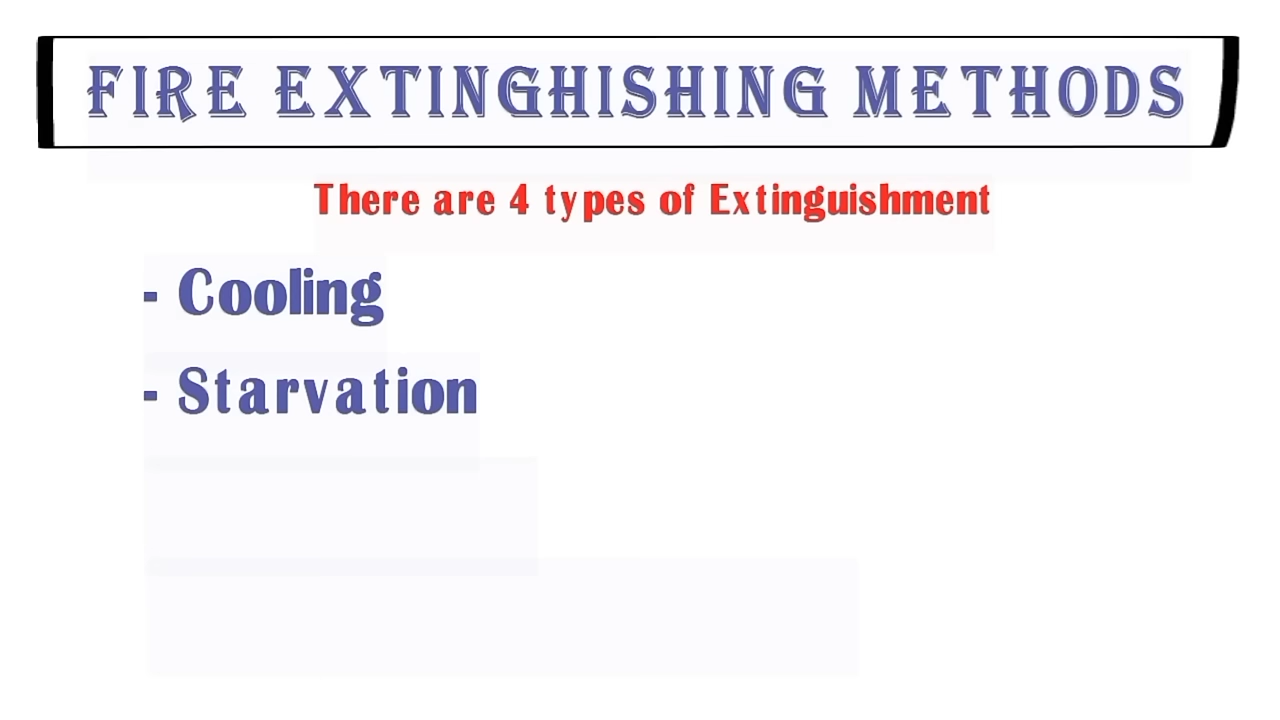 FIRE EXTINGHISHING METHODS
There are 4 types of Extinguishment
- Cooling
- Starvation